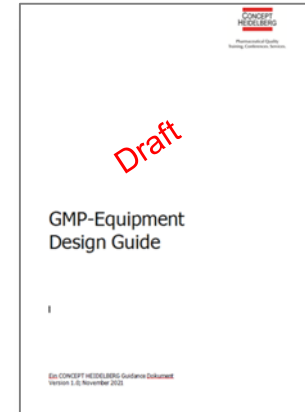 CONCEPT
HEIDELBERG
Pharmaceutical Quality
Training. Conferences. Services.
Draft
GMP-Equipment
Design Guide
Ein CONCEPT HEIDELBERG Guidance Dokument
Version 1.0; November 2021